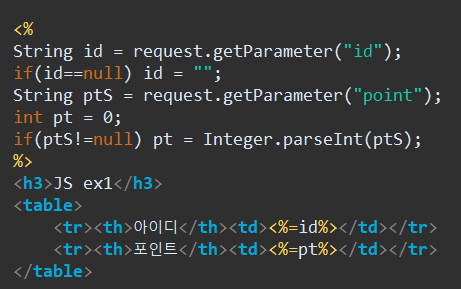 <%
String id = request.getParameter("id");
if(id==null) id = "";
String ptS = request.getParameter("point");
int pt = 0;
if(ptS!=null) pt = Integer.parseInt(ptS);
%>
<h3>JS ex1</h3>
<table>
    <tr><th>아이디</th><td><%=id%></td></tr>
    <tr><th>포인트</th><td><%=pt%></td></tr>
</table>